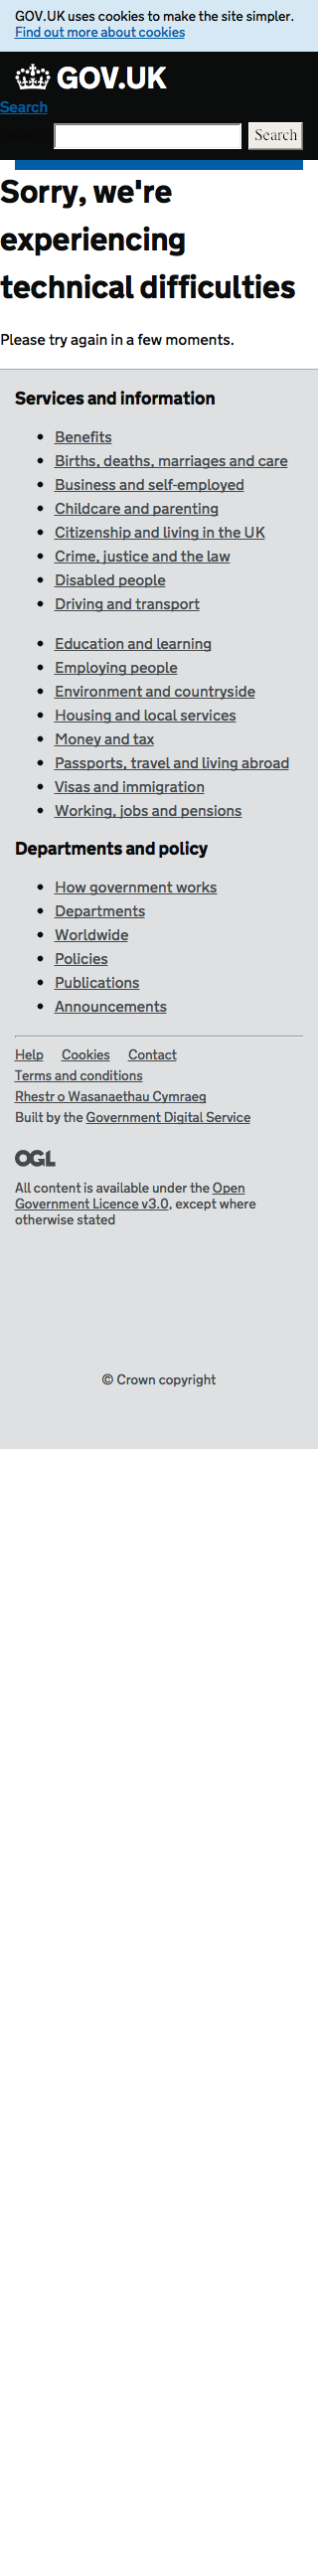 GOV.UK uses cookies to make the site simpler.
Find out more about cookies
GOV.UK
Search
Search
Sorry, we're
experiencing
technical difficulties
Please try again in a few moments.
Services and information
Benefits
Births, deaths, marriages and care
Business and self-employed
Childcare and parenting
Citizenship and living in the UK
Crime, justice and the law
Disabled people
Driving and transport
Education and learning
Employing people
Environment and countryside
Housing and local services
Money and tax
Passports, travel and living abroad
Visas and immigration
Working, jobs and pensions
Departments and policy
How government works
Departments
Worldwide
Policies
Publications
Announcements
Help Cookies Contact
Terms and conditions
Rhestr o Wasanaethau Cymraeg
Built by the Government Digital Service
OGL
All content is available under the Open
Government Licence v3.0, except where
otherwise stated
© Crown copyright